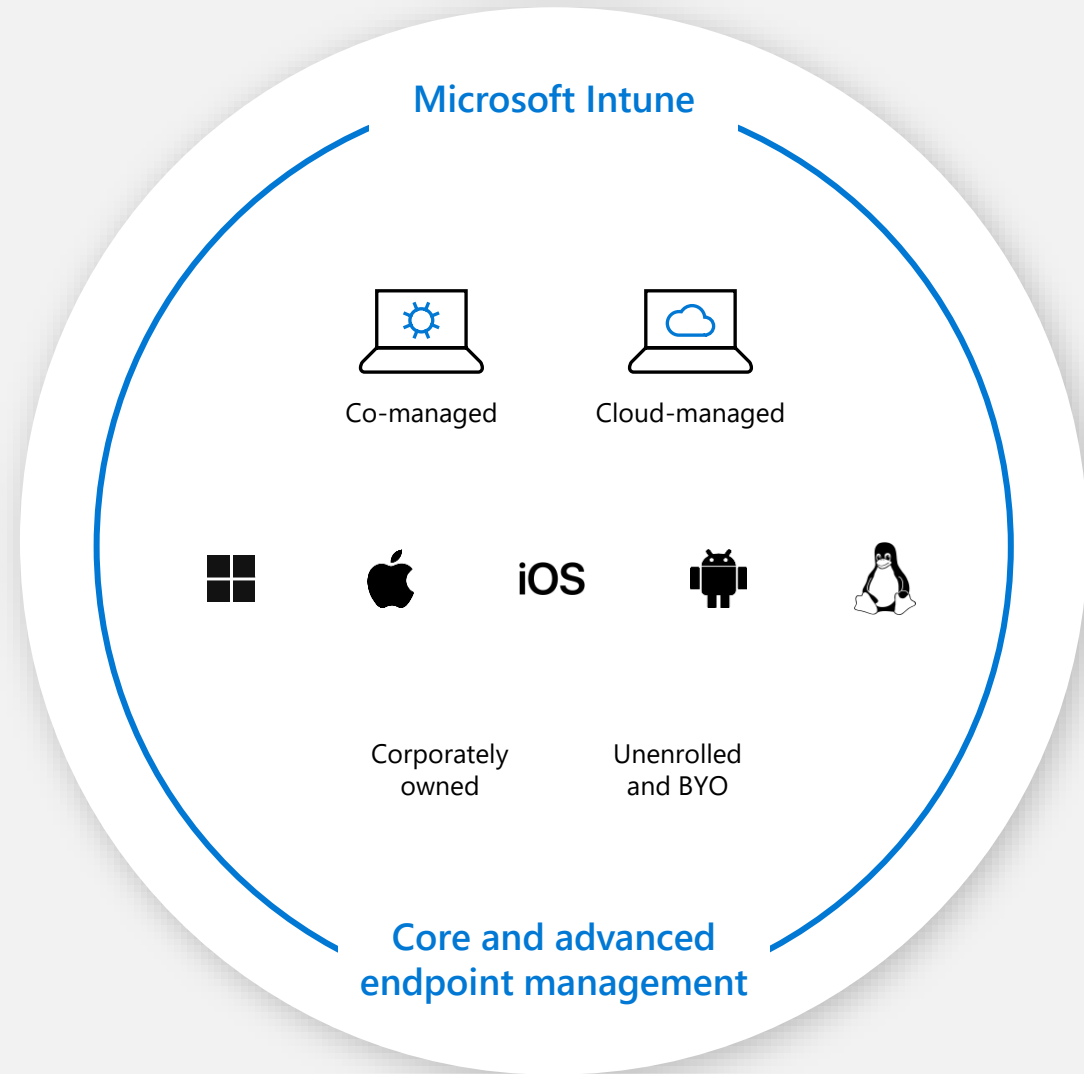 Microsoft Intune
Co-managed
Cloud-managed
iOS
Corporately
owned
Unenrolled
and BYO
Core and advanced
endpoint management